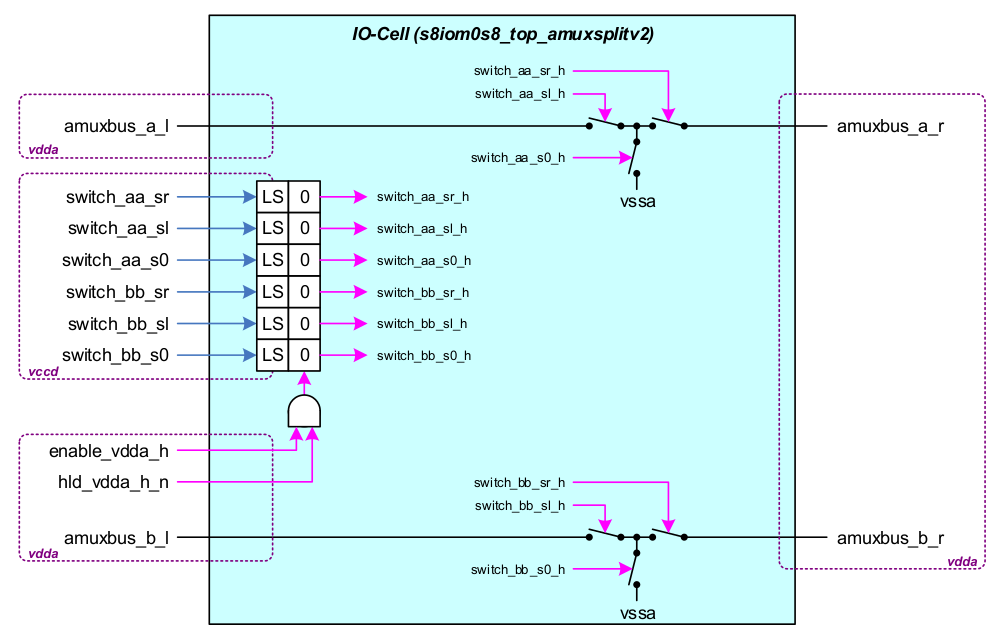 IO-Cell (s8iom0s8_top_amuxsplitv2)
switch_aa_sr_h
switch_aa_sl_h
amuxbus_a_l
amuxbus_a_r
vdda
switch_aa_s0_h
vssa
switch_aa_sr LS 0 switch_aa_sr_h
switch_aa_sl LS 0 switch_aa_sl_h
switch_aa_s0 LS 0 switch_aa_s0_h
switch_bb_sr LS 0 switch_bb_sr_h
switch_bb_sl LS 0 switch_bb_sl_h
switch_bb_s0 LS 0 switch_bb_s0_h
vccd
enable_vdda_h
hld_vdda_h_n
switch_bb_sr_h
switch_bb_sl_h
amuxbus_b_l
amuxbus_b_r
vdda
vdda
switch_bb_s0_h
vssa